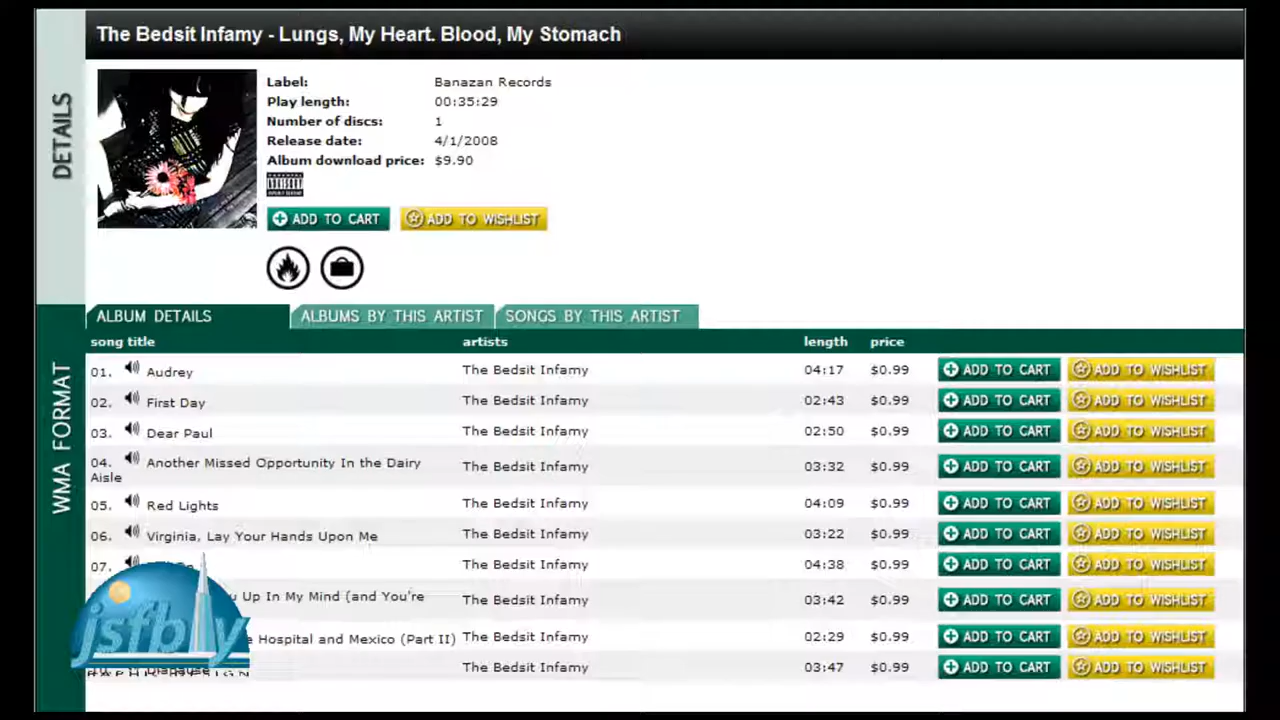 The Bedsit Infamy - Lungs, My Heart. Blood, My Stomach
DETAILS
Label: Banazan Records
Play length: 00:35:29
Number of discs: 1
Release date: 4/1/2008
Album download price: $9.90
ADD TO CART ADD TO WISHLIST
ALBUM DETAILS ALBUMS BY THIS ARTIST SONGS BY THIS ARTIST
WMA FORMAT
song title artists length price
01. Audrey The Bedsit Infamy 04:17 $0.99 ADD TO CART ADD TO WISHLIST
02. First Day The Bedsit Infamy 02:43 $0.99 ADD TO CART ADD TO WISHLIST
03. Dear Paul The Bedsit Infamy 02:50 $0.99 ADD TO CART ADD TO WISHLIST
04. Another Missed Opportunity In the Dairy
Aisle The Bedsit Infamy 03:32 $0.99 ADD TO CART ADD TO WISHLIST
05. Red Lights The Bedsit Infamy 04:09 $0.99 ADD TO CART ADD TO WISHLIST
06. Virginia, Lay Your Hands Upon Me The Bedsit Infamy 03:22 $0.99 ADD TO CART ADD TO WISHLIST
07. The Bedsit Infamy 04:38 $0.99 ADD TO CART ADD TO WISHLIST
Up In My Mind (and You're The Bedsit Infamy 03:42 $0.99 ADD TO CART ADD TO WISHLIST
Hospital and Mexico (Part II) The Bedsit Infamy 02:29 $0.99 ADD TO CART ADD TO WISHLIST
The Bedsit Infamy 03:47 $0.99 ADD TO CART ADD TO WISHLIST